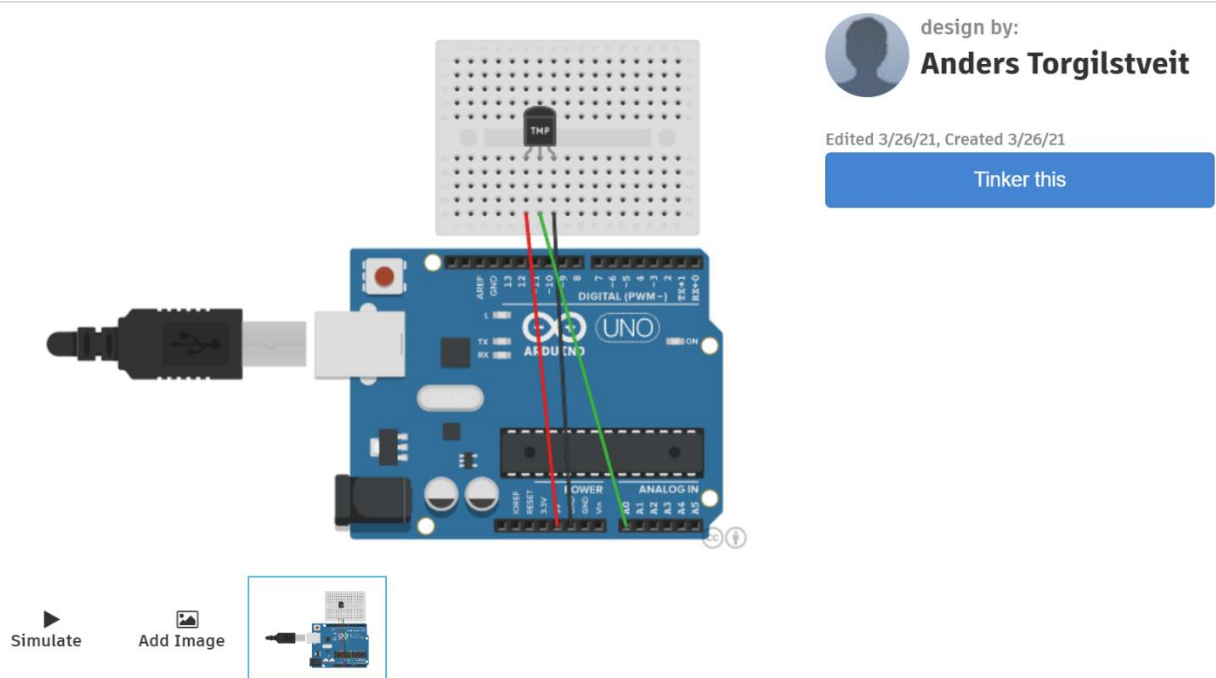 design by:
Anders Torgilstveit
Edited 3/26/21, Created 3/26/21
Tinker this
TMP
AREF
GND
13
12
~11
~10
~9
8
7
~6
~5
4
~3
2
TX→1
RX←0
DIGITAL (PWM~)
L
TX
RX
ARDUINO
UNO
ON
POWER
ANALOG IN
IOREF
RESET
3.3V
5V
GND
GND
Vin
A0
A1
A2
A3
A4
A5
cc
Simulate
Add Image